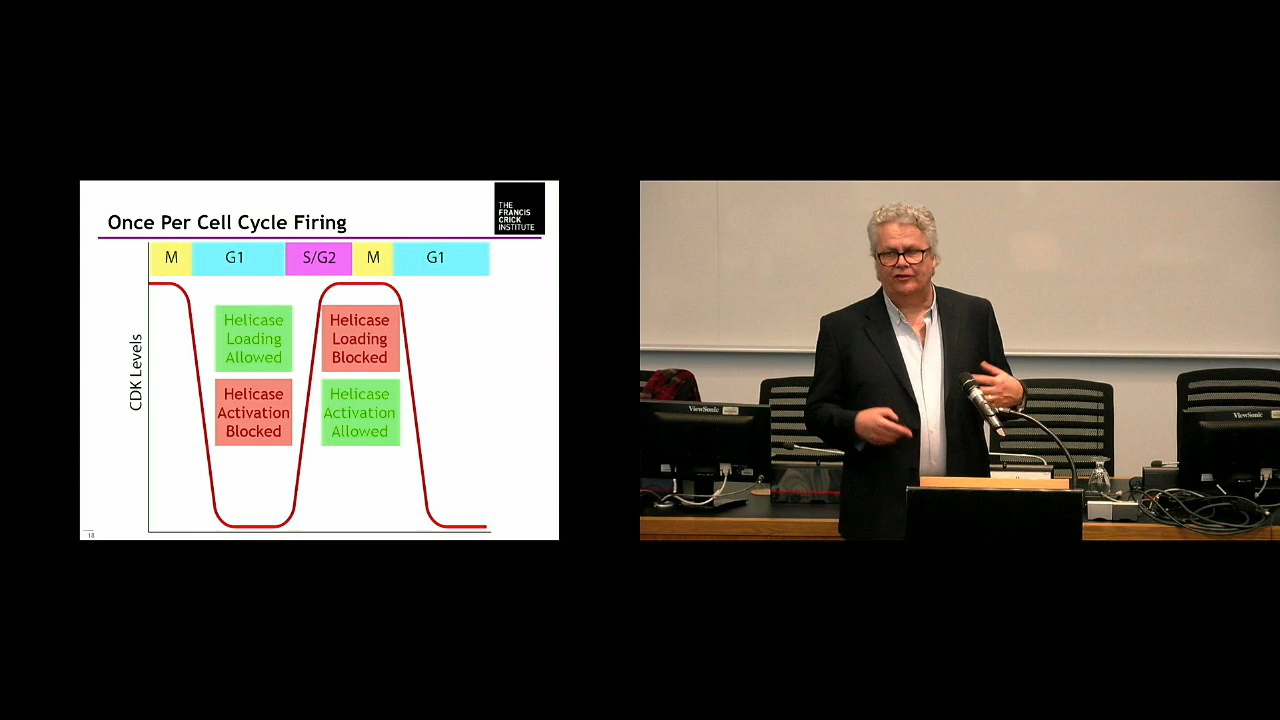 THE
FRANCIS
CRICK
INSTITUTE
Once Per Cell Cycle Firing
M G1 S/G2 M G1
CDK Levels
Helicase
Loading
Allowed
Helicase
Loading
Blocked
Helicase
Activation
Blocked
Helicase
Activation
Allowed
18
ViewSonic
ViewSonic